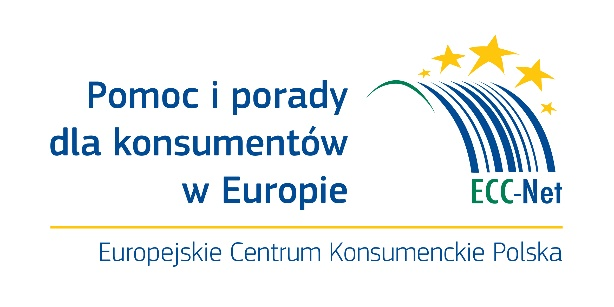 Pomoc i porady
dla konsumentów
w Europie
ECC-Net
Europejskie Centrum Konsumenckie Polska